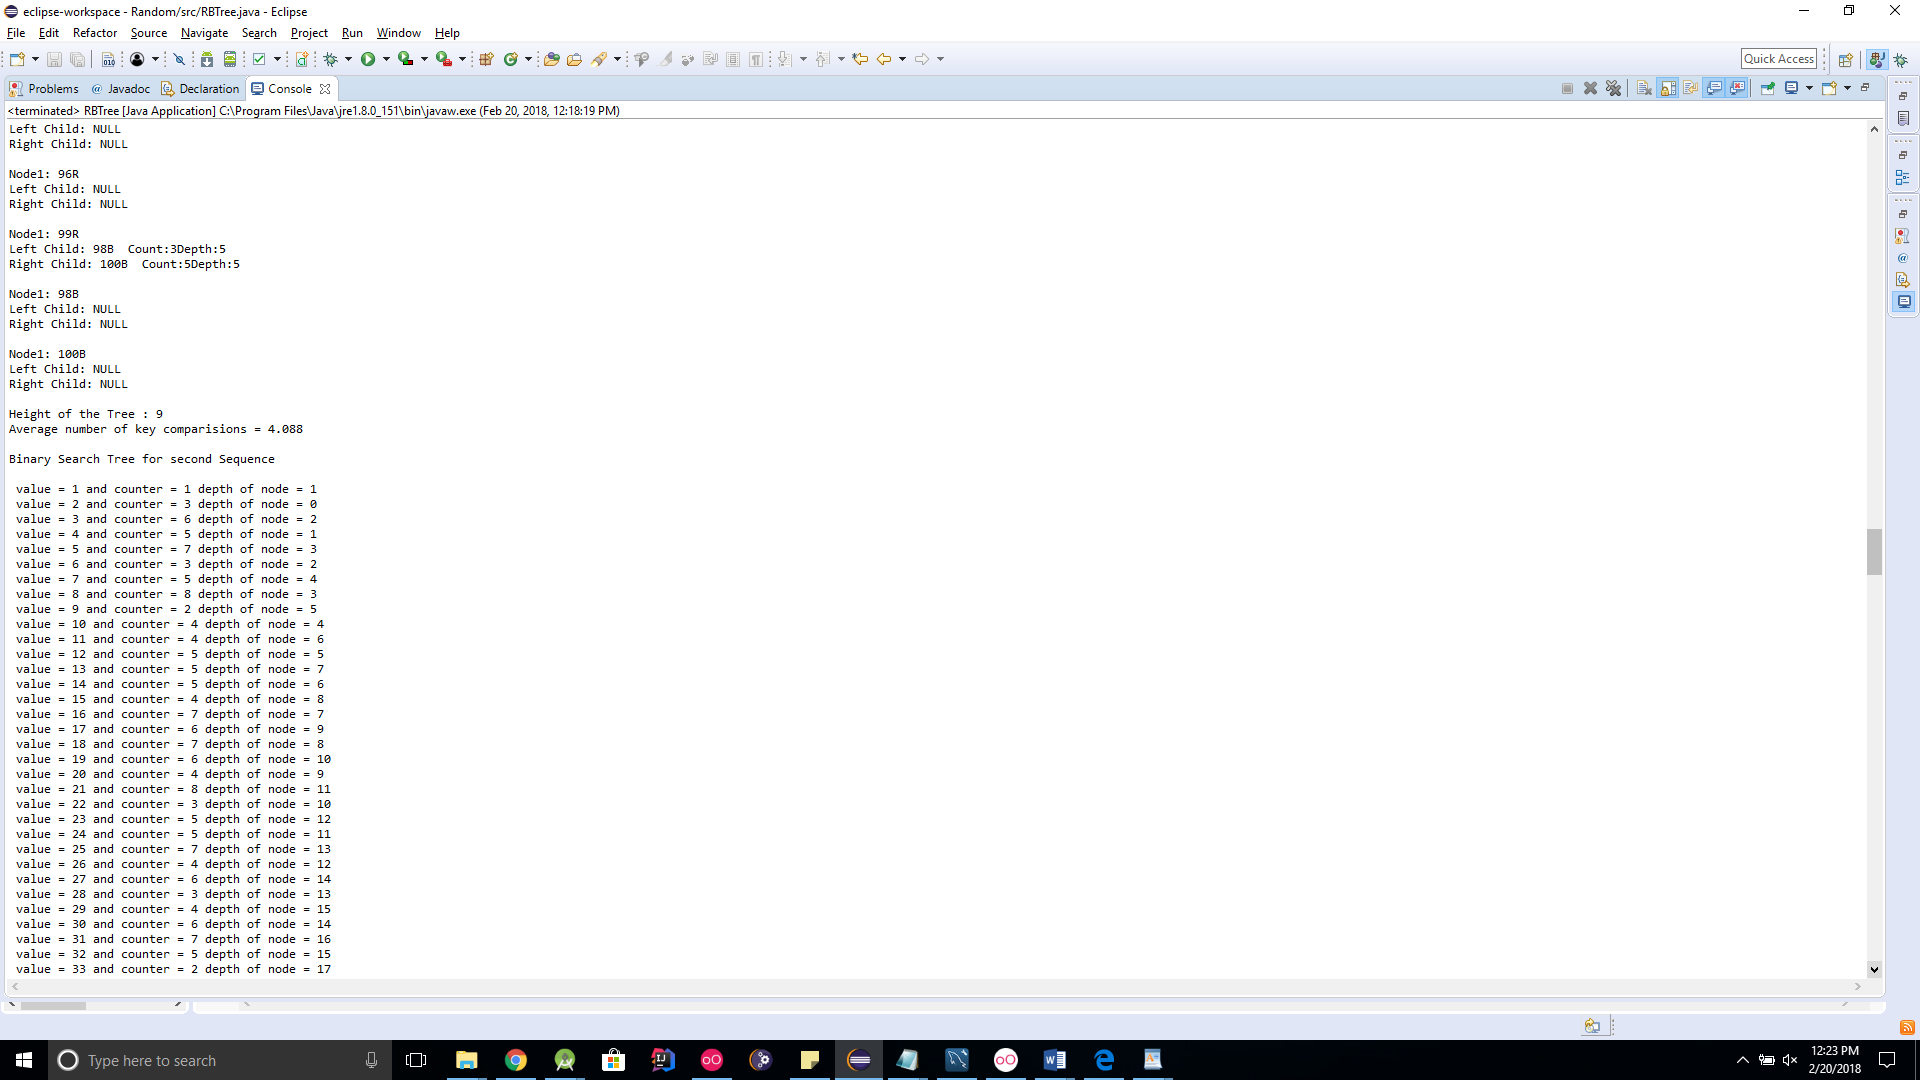 eclipse-workspace - Random/src/RBTree.java - Eclipse
File Edit Refactor Source Navigate Search Project Run Window Help
Quick Access
Problems @ Javadoc Declaration Console
<terminated> RBTree [Java Application] C:\Program Files\Java\jre1.8.0_151\bin\javaw.exe (Feb 20, 2018, 12:18:19 PM)
Left Child: NULL
Right Child: NULL
Node1: 96R
Left Child: NULL
Right Child: NULL
Node1: 99R
Left Child: 98B  Count:3Depth:5
Right Child: 100B  Count:5Depth:5
Node1: 98B
Left Child: NULL
Right Child: NULL
Node1: 100B
Left Child: NULL
Right Child: NULL
Height of the Tree : 9
Average number of key comparisions = 4.088
Binary Search Tree for second Sequence
value = 1 and counter = 1 depth of node = 1
value = 2 and counter = 3 depth of node = 0
value = 3 and counter = 6 depth of node = 2
value = 4 and counter = 5 depth of node = 1
value = 5 and counter = 7 depth of node = 3
value = 6 and counter = 3 depth of node = 2
value = 7 and counter = 5 depth of node = 4
value = 8 and counter = 8 depth of node = 3
value = 9 and counter = 2 depth of node = 5
value = 10 and counter = 4 depth of node = 4
value = 11 and counter = 4 depth of node = 6
value = 12 and counter = 5 depth of node = 5
value = 13 and counter = 5 depth of node = 7
value = 14 and counter = 5 depth of node = 6
value = 15 and counter = 4 depth of node = 8
value = 16 and counter = 7 depth of node = 7
value = 17 and counter = 6 depth of node = 9
value = 18 and counter = 7 depth of node = 8
value = 19 and counter = 6 depth of node = 10
value = 20 and counter = 4 depth of node = 9
value = 21 and counter = 8 depth of node = 11
value = 22 and counter = 3 depth of node = 10
value = 23 and counter = 5 depth of node = 12
value = 24 and counter = 5 depth of node = 11
value = 25 and counter = 7 depth of node = 13
value = 26 and counter = 4 depth of node = 12
value = 27 and counter = 6 depth of node = 14
value = 28 and counter = 3 depth of node = 13
value = 29 and counter = 4 depth of node = 15
value = 30 and counter = 6 depth of node = 14
value = 31 and counter = 7 depth of node = 16
value = 32 and counter = 5 depth of node = 15
value = 33 and counter = 2 depth of node = 17
Type here to search
12:23 PM
2/20/2018